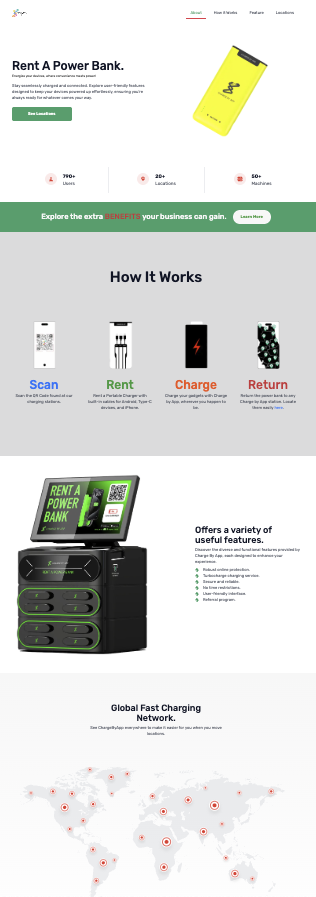 About
How it Works
Feature
Locations
Rent A Power Bank.
Energize your devices, where convenience meets power!
Stay seamlessly charged and connected. Explore user-friendly features
designed to keep your devices powered up effortlessly, ensuring you're
always ready for whatever comes your way.
See Locations
790+
Users
20+
Locations
50+
Machines
Explore the extra BENEFITS your business can gain.
Learn More
How It Works
Scan
Rent
Charge
Return
Scan the QR Code found at our
charging stations.
Rent a Portable Charger with
built-in cables for Android, Type-C
devices, and iPhone.
Charge your gadgets with Charge
by App, wherever you happen to
be.
Return the power bank to any
Charge by App station. Locate
them easily here.
RENT A
POWER
BANK
Offers a variety of
useful features.
Discover the diverse and functional features provided by
Charge By App, each designed to enhance your
experience.
Robust online protection.
Turbocharge charging service.
Secure and reliable.
No time restrictions.
User-friendly interface.
Referral program.
Global Fast Charging
Network.
See ChargeByApp everywhere to make it easier for you when you move
locations.